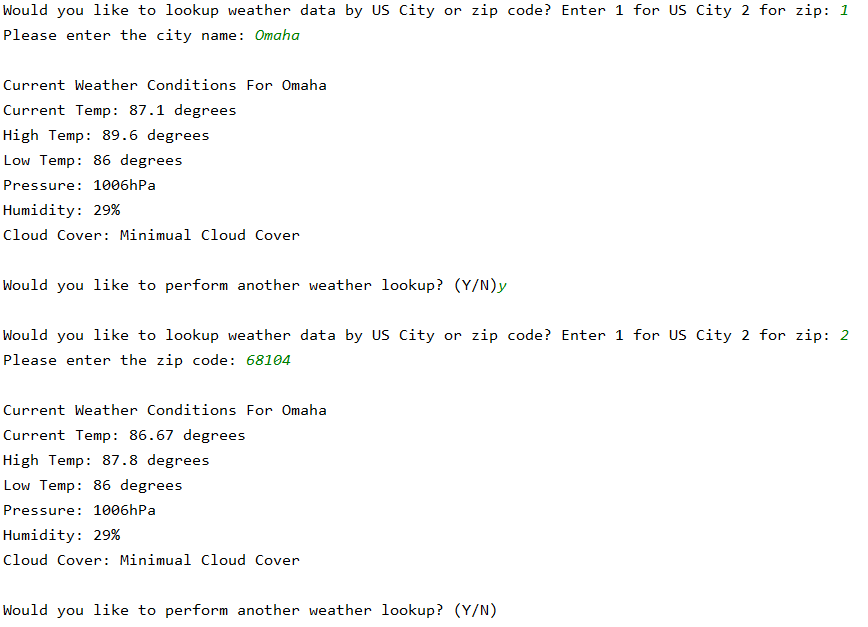 Would you like to lookup weather data by US City or zip code? Enter 1 for US City 2 for zip: 1
Please enter the city name: Omaha
Current Weather Conditions For Omaha
Current Temp: 87.1 degrees
High Temp: 89.6 degrees
Low Temp: 86 degrees
Pressure: 1006hPa
Humidity: 29%
Cloud Cover: Minimual Cloud Cover
Would you like to perform another weather lookup? (Y/N)y
Would you like to lookup weather data by US City or zip code? Enter 1 for US City 2 for zip: 2
Please enter the zip code: 68104
Current Weather Conditions For Omaha
Current Temp: 86.67 degrees
High Temp: 87.8 degrees
Low Temp: 86 degrees
Pressure: 1006hPa
Humidity: 29%
Cloud Cover: Minimual Cloud Cover
Would you like to perform another weather lookup? (Y/N)